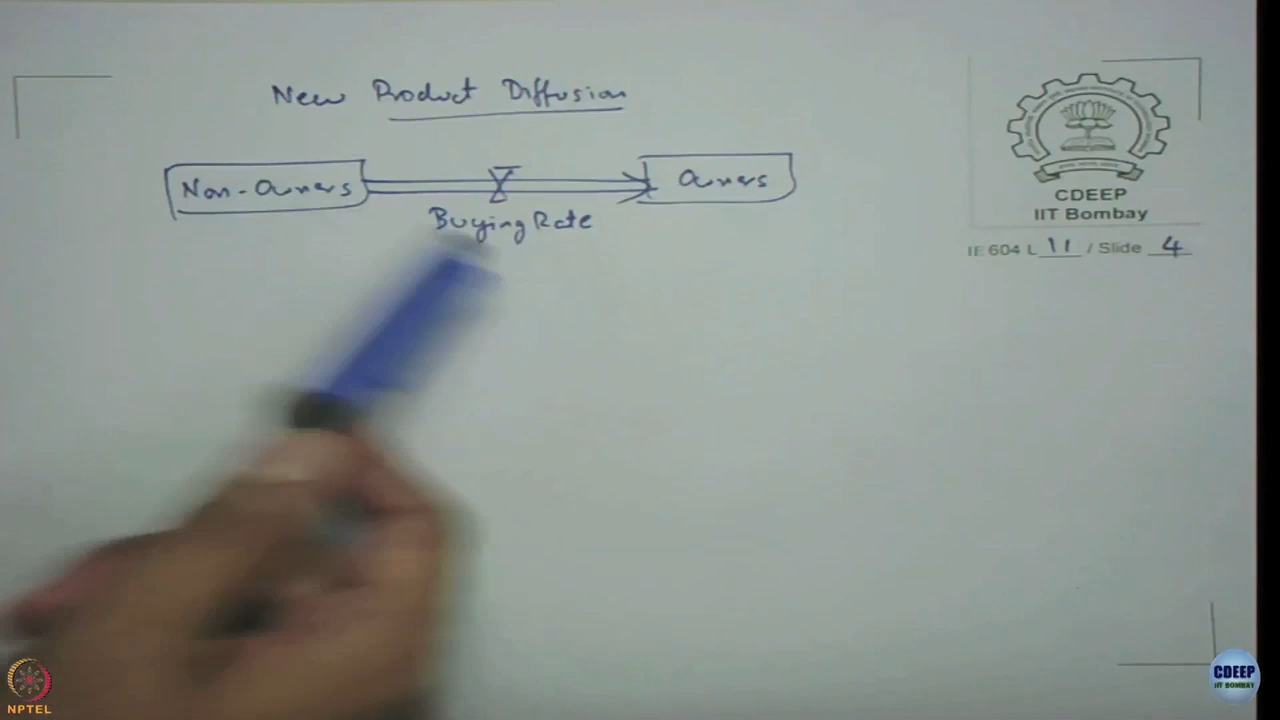 New Product Diffusion
Non-Owners
Owners
Buying Rate
CDEEP
IIT Bombay
IE 604 L 11 / Slide 4
NPTEL
CDEEP
IIT BOMBAY